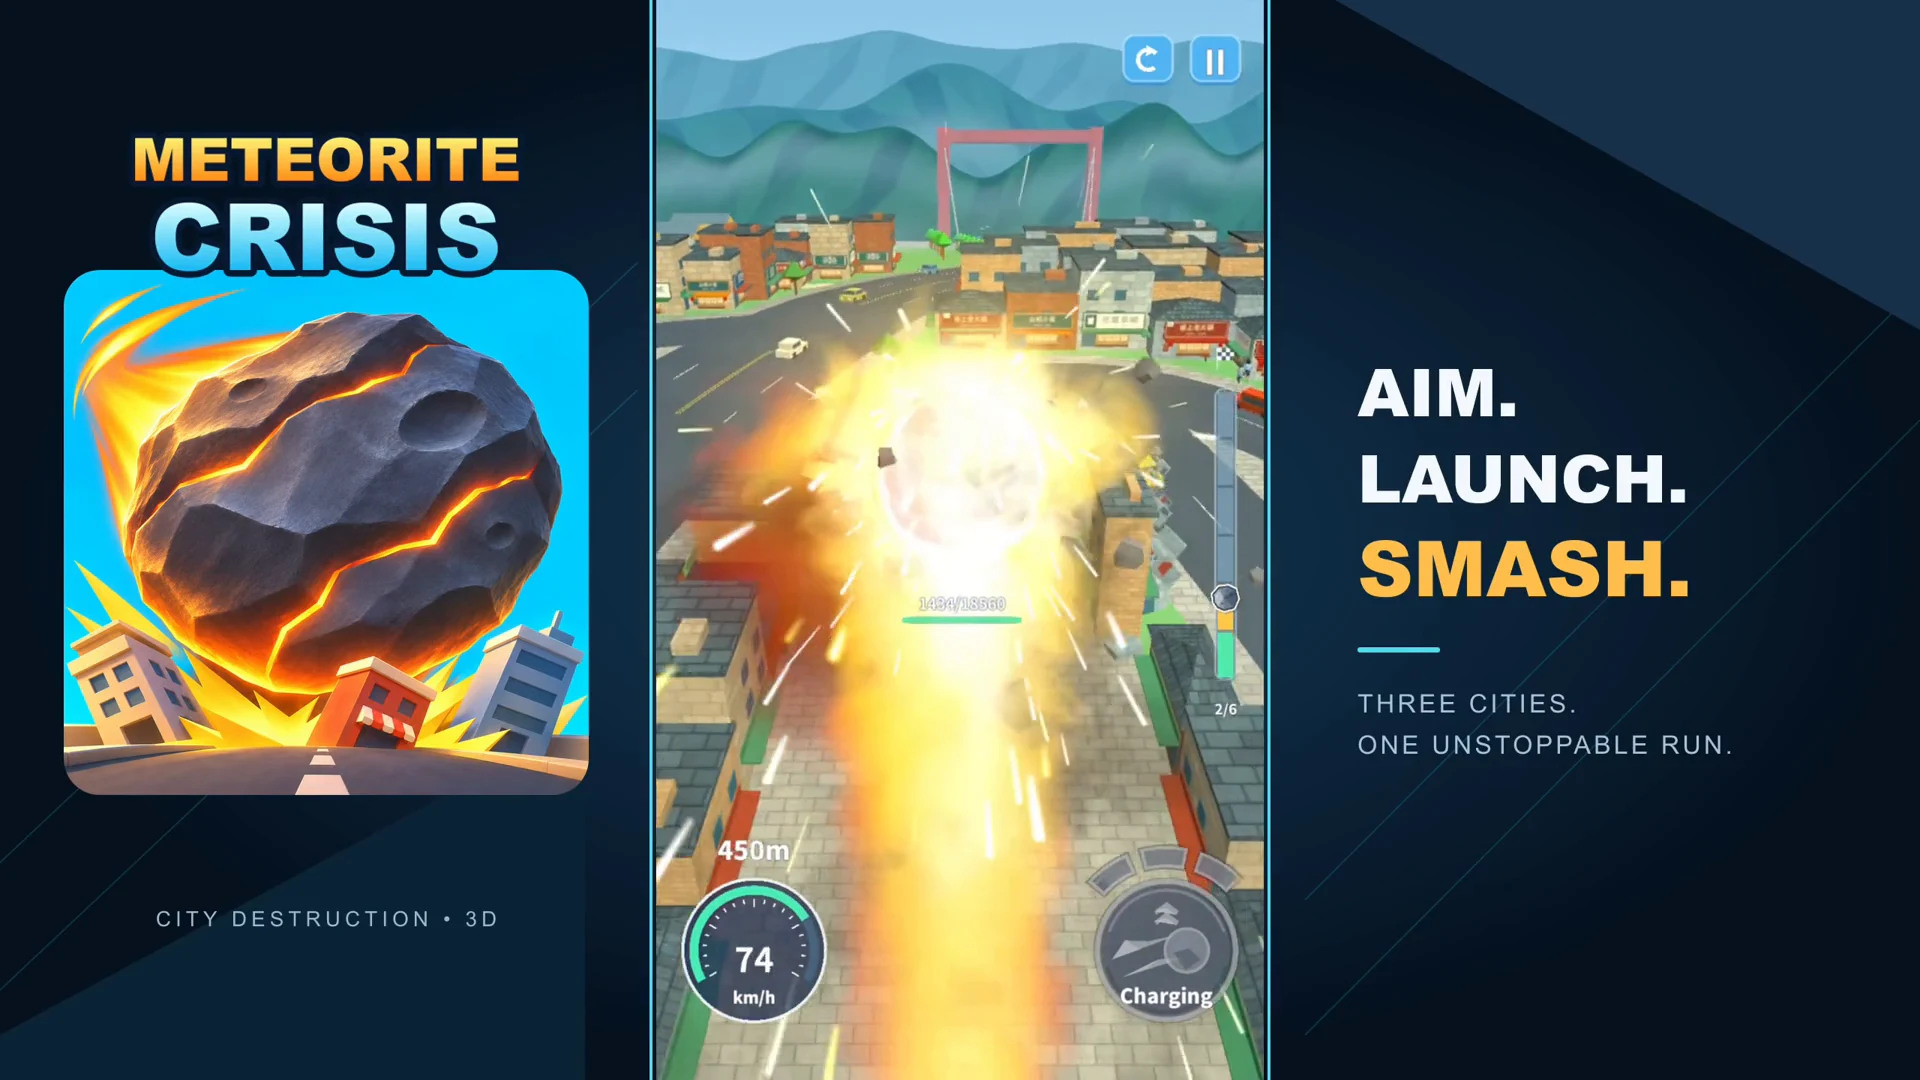 METEORITE
CRISIS
CITY DESTRUCTION • 3D
1434/18560
2/6
450m
74
km/h
Charging
AIM.
LAUNCH.
SMASH.
THREE CITIES.
ONE UNSTOPPABLE RUN.